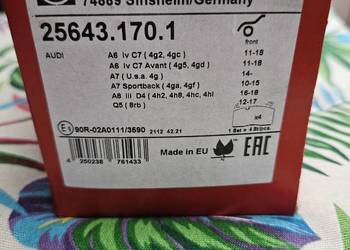 74889 Sinsheim/Germany
25643.170.1
front
AUDI A6 Iv C7 ( 4g2, 4gc) 11-18
A6 Iv C7 Avant ( 4g5, 4gd ) 11-18
A7 ( U.s.a. 4g ) 14-
A7 Sportback ( 4ga, 4gf ) 10-15
A8 III D4 ( 4h2, 4h8, 4hc, 4hl 16-18
Q5 ( 8rb ) 12-17
x4
E1 90R-02A0111/3590 2112 42.21
1 Set =
4 250238 761433
Made in EU EAC